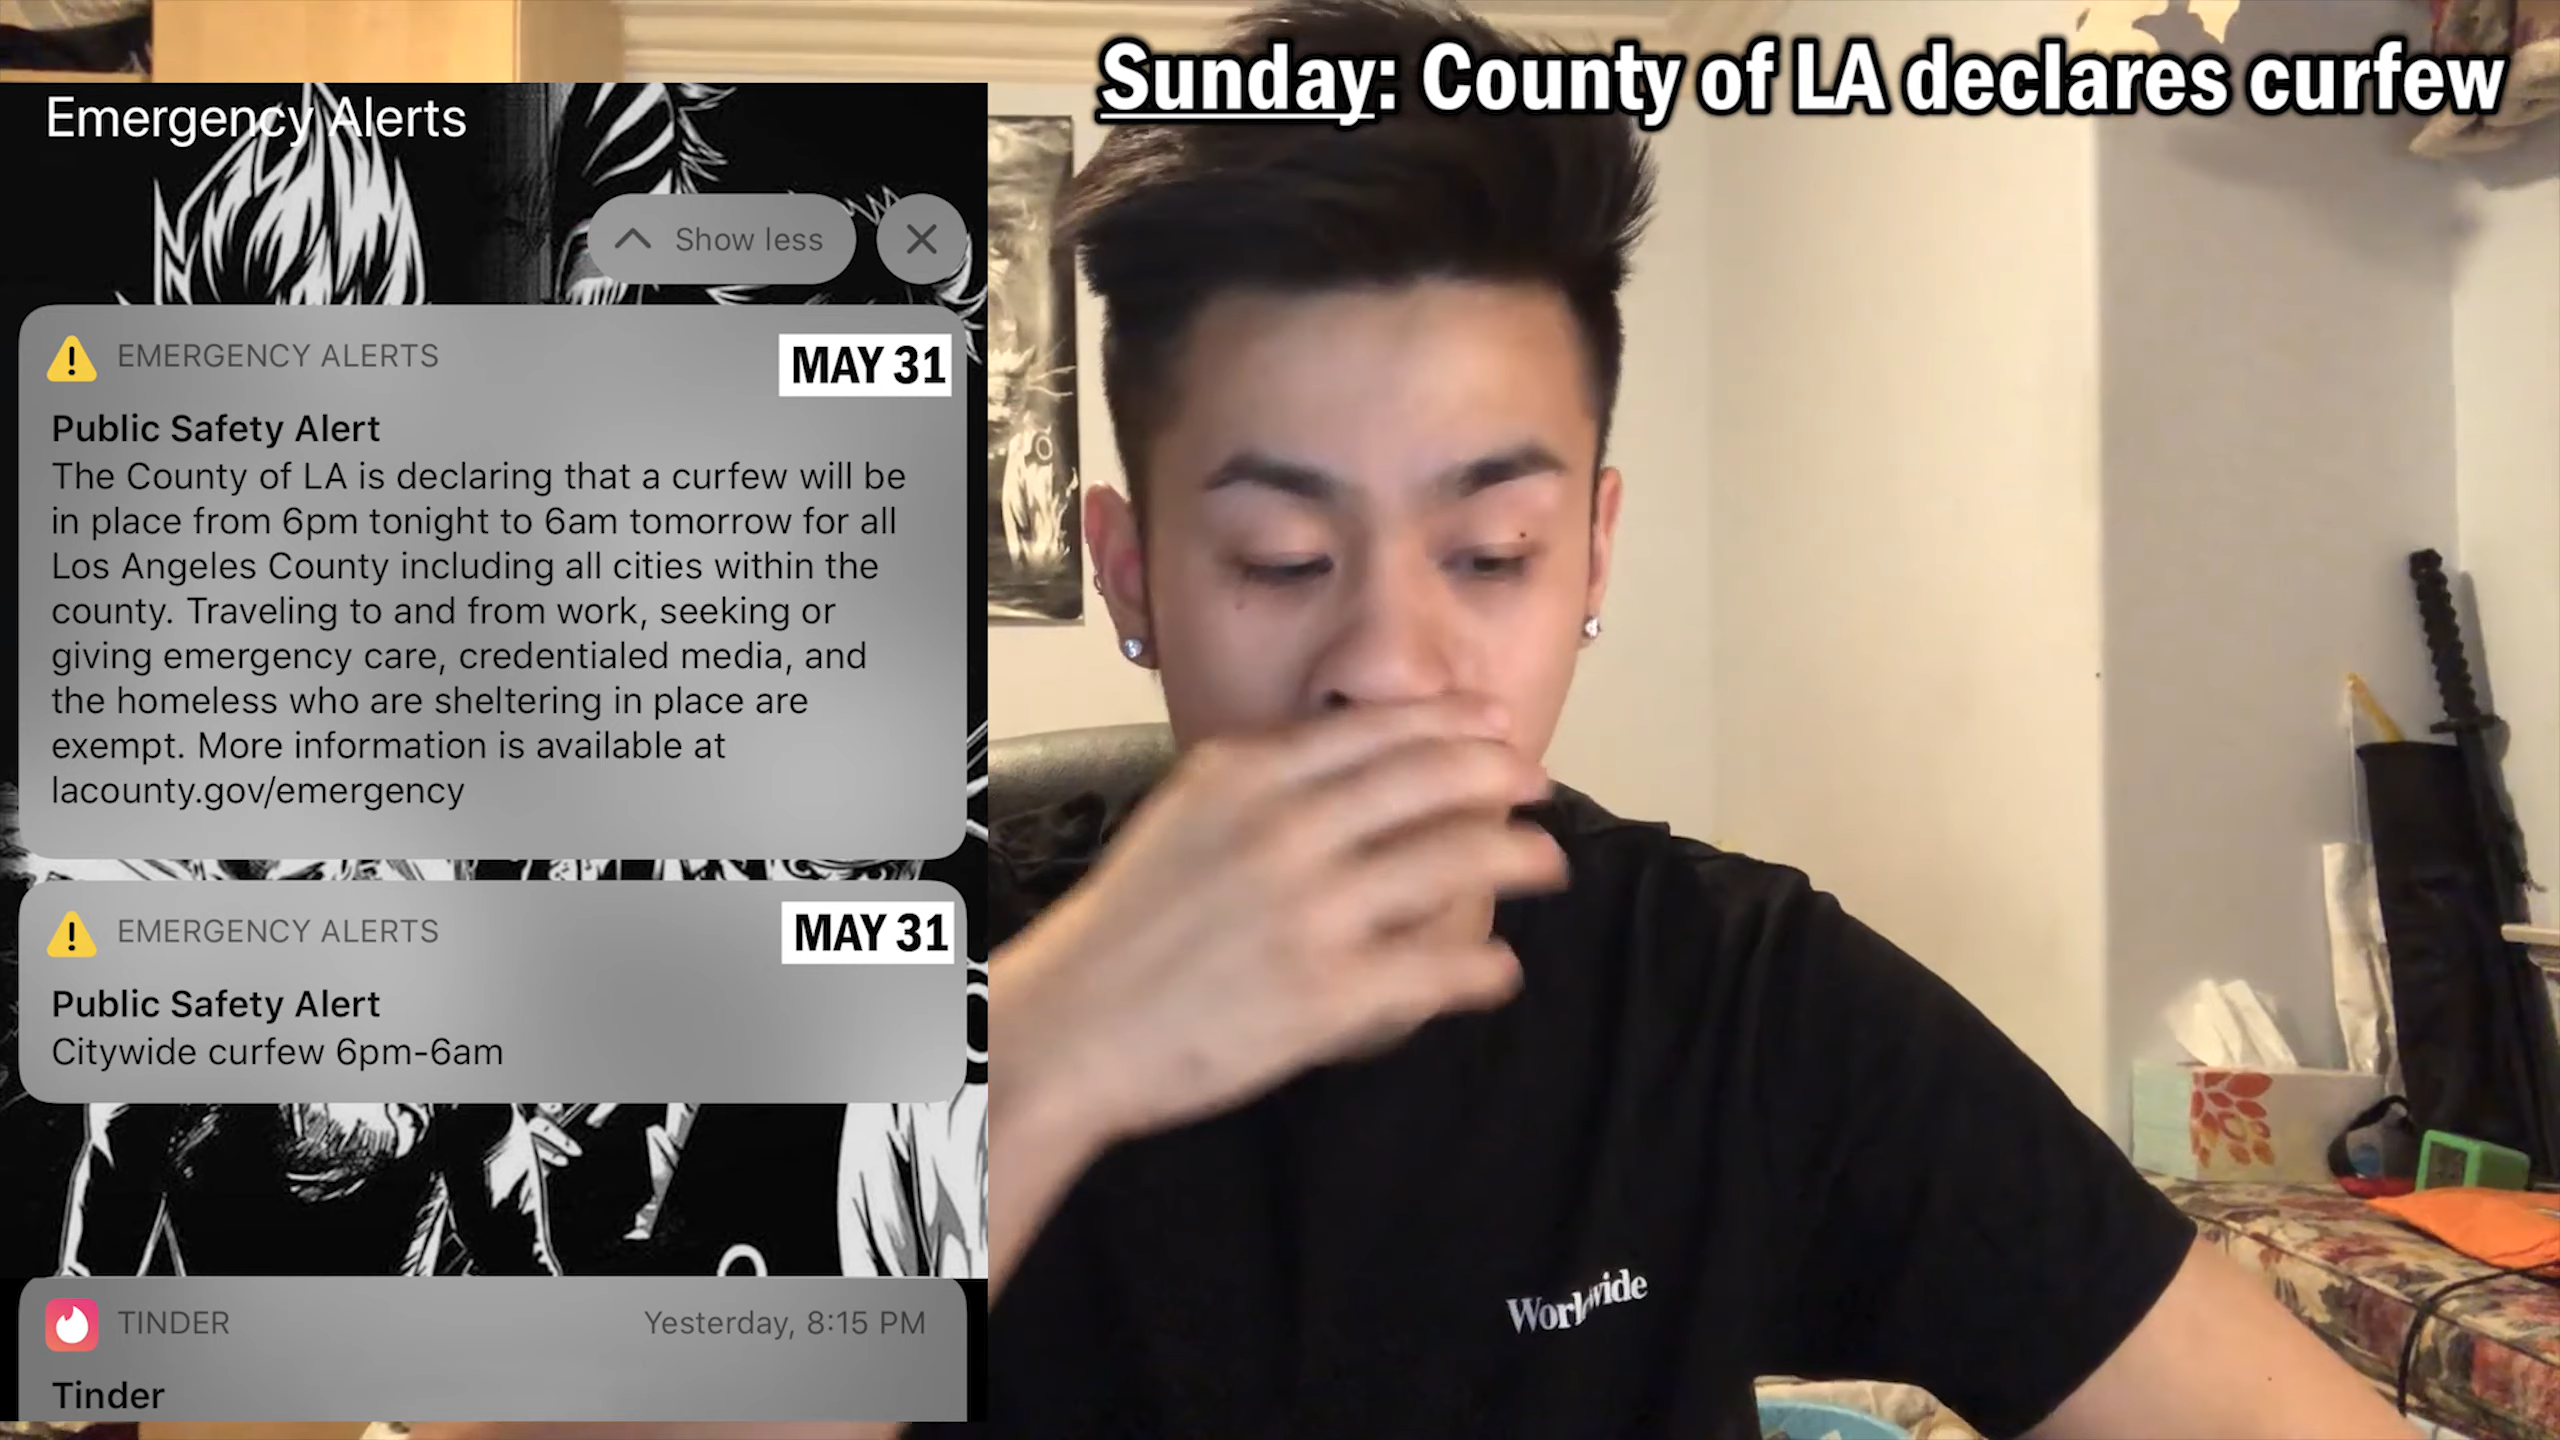 Sunday: County of LA declares curfew
Emergency Alerts
Show less
EMERGENCY ALERTS
MAY 31
Public Safety Alert
The County of LA is declaring that a curfew will be
in place from 6pm tonight to 6am tomorrow for all
Los Angeles County including all cities within the
county. Traveling to and from work, seeking or
giving emergency care, credentialed media, and
the homeless who are sheltering in place are
exempt. More information is available at
lacounty.gov/emergency
EMERGENCY ALERTS
MAY 31
Public Safety Alert
Citywide curfew 6pm-6am
TINDER
Yesterday, 8:15 PM
Tinder
Worldwide